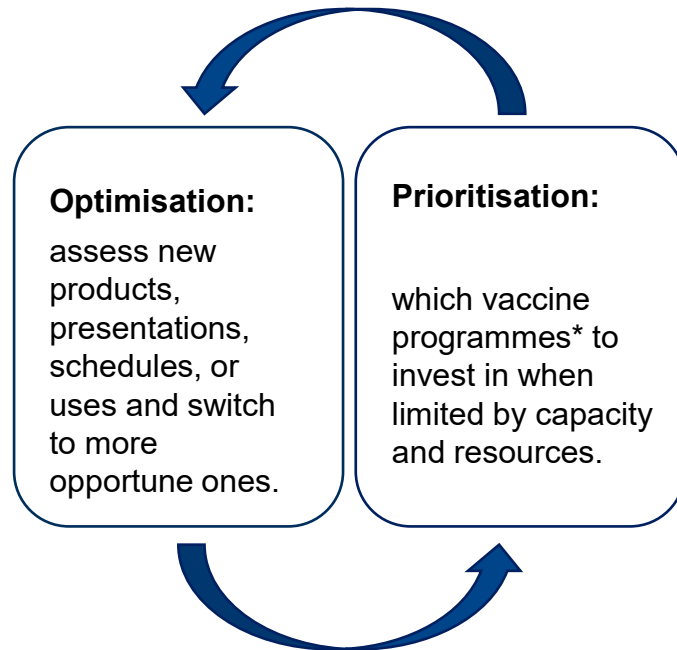 Optimisation:
assess new
products,
presentations,
schedules, or
uses and switch
to more
opportune ones.
Prioritisation:
which vaccine
programmes* to
invest in when
limited by capacity
and resources.